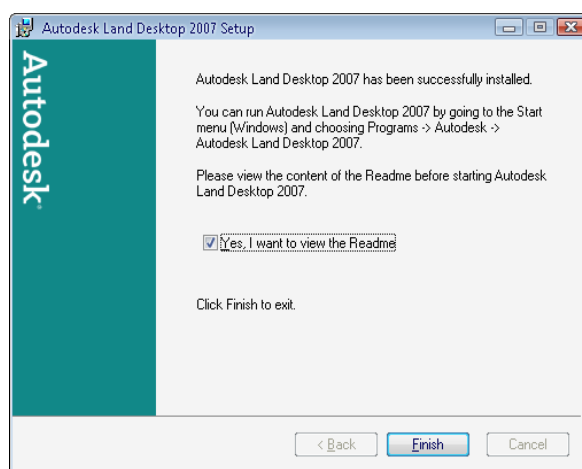 Autodesk Land Desktop 2007 Setup
Autodesk
Autodesk Land Desktop 2007 has been successfully installed.
You can run Autodesk Land Desktop 2007 by going to the Start
menu (Windows) and choosing Programs -> Autodesk ->
Autodesk Land Desktop 2007.
Please view the content of the Readme before starting Autodesk
Land Desktop 2007.
Yes, I want to view the Readme
Click Finish to exit.
< Back
Finish
Cancel